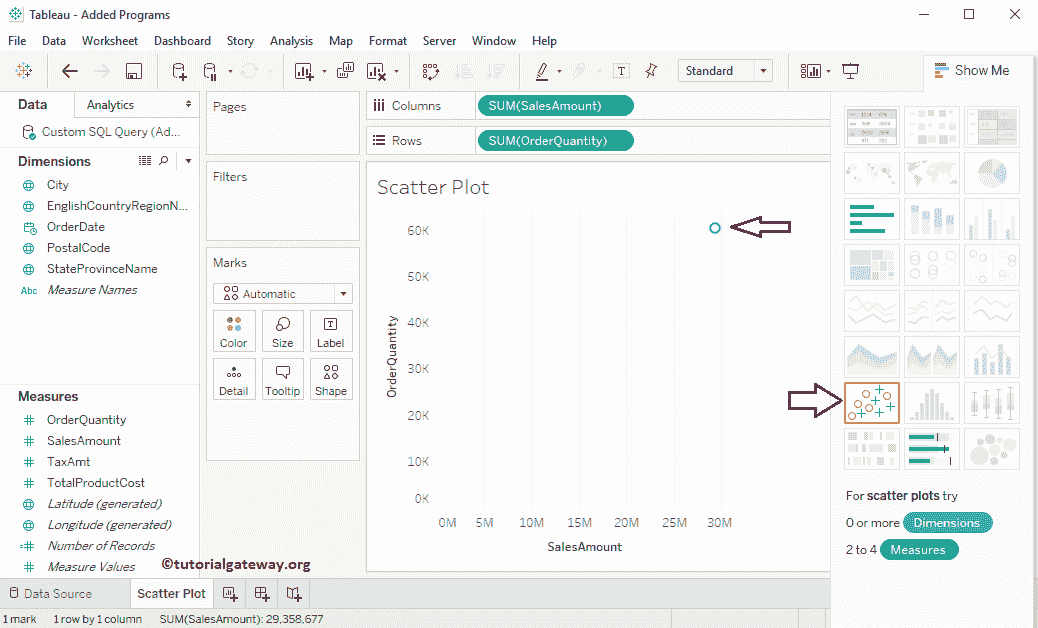 Tableau - Added Programs
File Data Worksheet Dashboard Story Analysis Map Format Server Window Help
Standard
Show Me
Data
Analytics
Custom SQL Query (Ad...
Dimensions
City
EnglishCountryRegionN...
OrderDate
PostalCode
StateProvinceName
Abc Measure Names
Measures
OrderQuantity
SalesAmount
TaxAmt
TotalProductCost
Latitude (generated)
Longitude (generated)
Number of Records
Measure Values
Pages
Filters
Marks
Automatic
Color Size Label
Detail Tooltip Shape
Columns SUM(SalesAmount)
Rows SUM(OrderQuantity)
Scatter Plot
OrderQuantity
60K
50K
40K
30K
20K
10K
0K
0M 5M 10M 15M 20M 25M 30M
SalesAmount
For scatter plots try
0 or more Dimensions
2 to 4 Measures
©tutorialgateway.org
Data Source Scatter Plot
1 mark 1 row by 1 column SUM(SalesAmount): 29,358,677